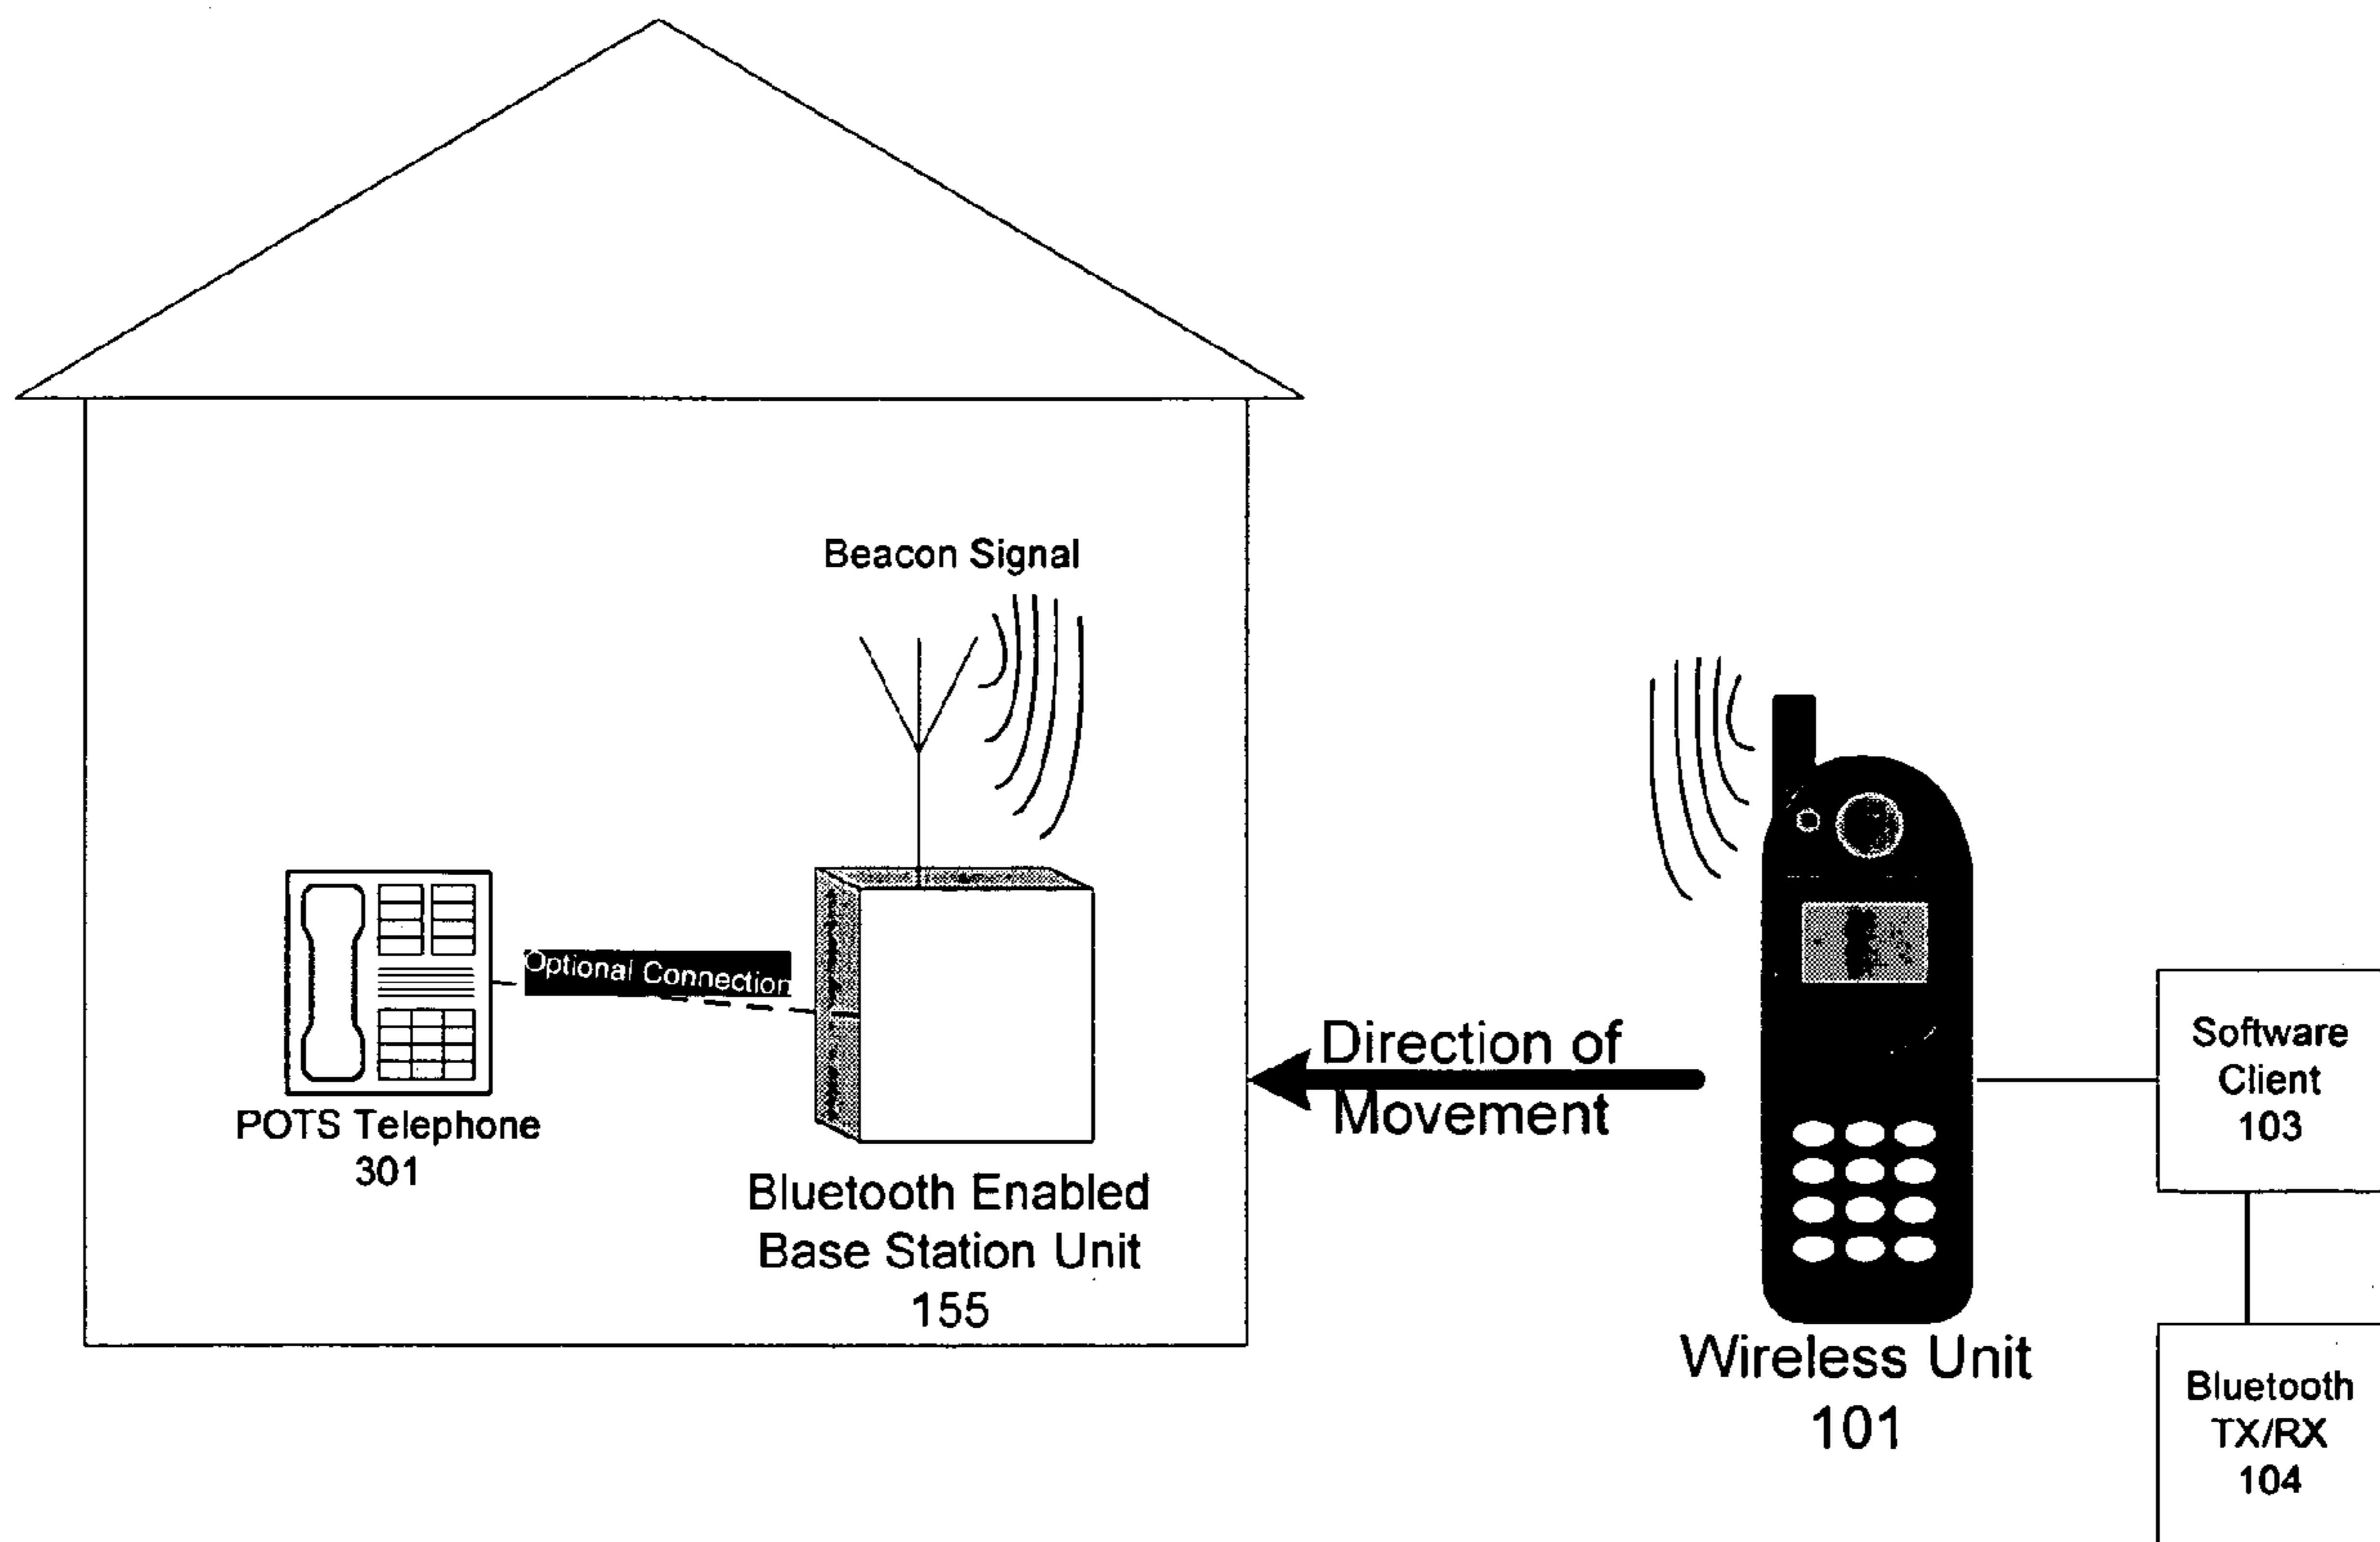 Beacon Signal
Optional Connection
POTS Telephone
301
Bluetooth Enabled
Base Station Unit
155
Direction of
Movement
Wireless Unit
101
Software
Client
103
Bluetooth
TX/RX
104